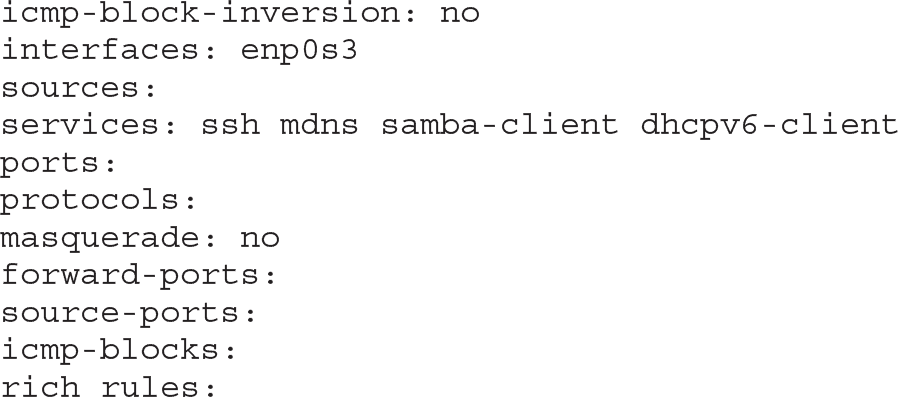 icmp-block-inversion: no
interfaces: enp0s3
sources:
services: ssh mdns samba-client dhcpv6-client
ports:
protocols:
masquerade: no
forward-ports:
source-ports:
icmp-blocks:
rich rules: